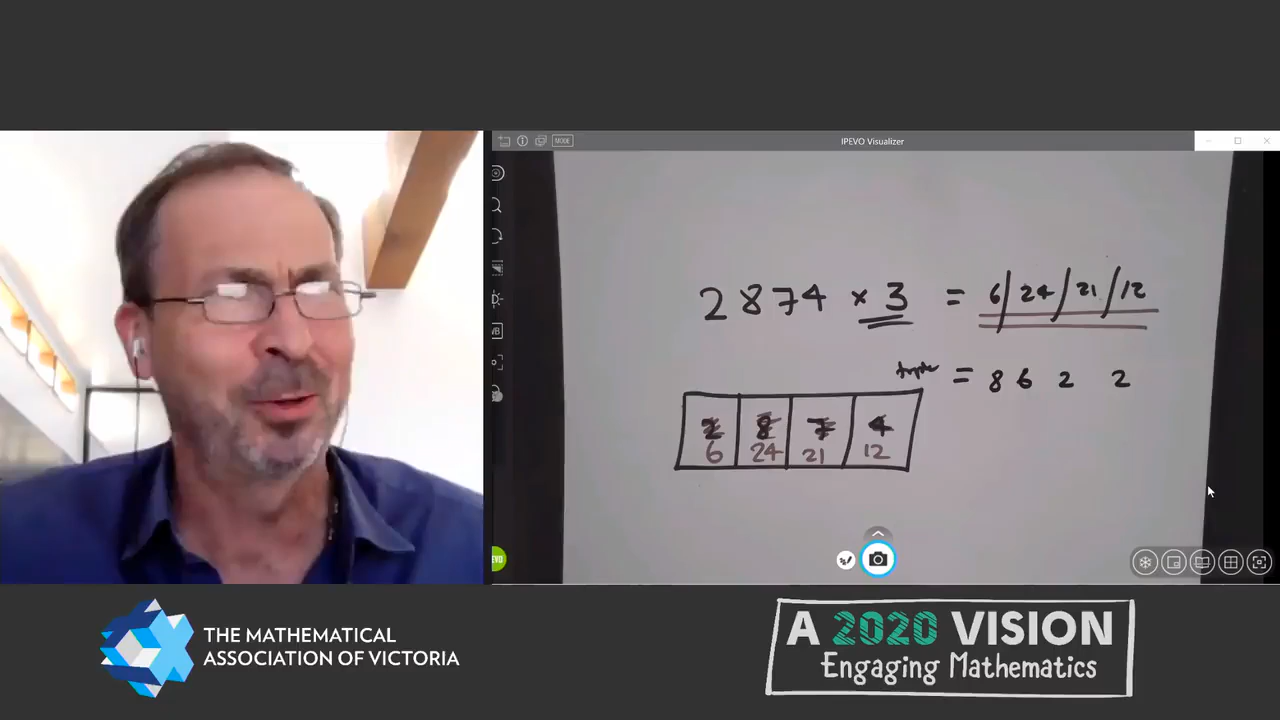 MODE
IPEVO Visualizer
2874 × 3 = 6/24/21/12
= 8 6 2 2
2 8 7 4
6 24 21 12
EVO
THE MATHEMATICAL
ASSOCIATION OF VICTORIA
A 2020 VISION
Engaging Mathematics